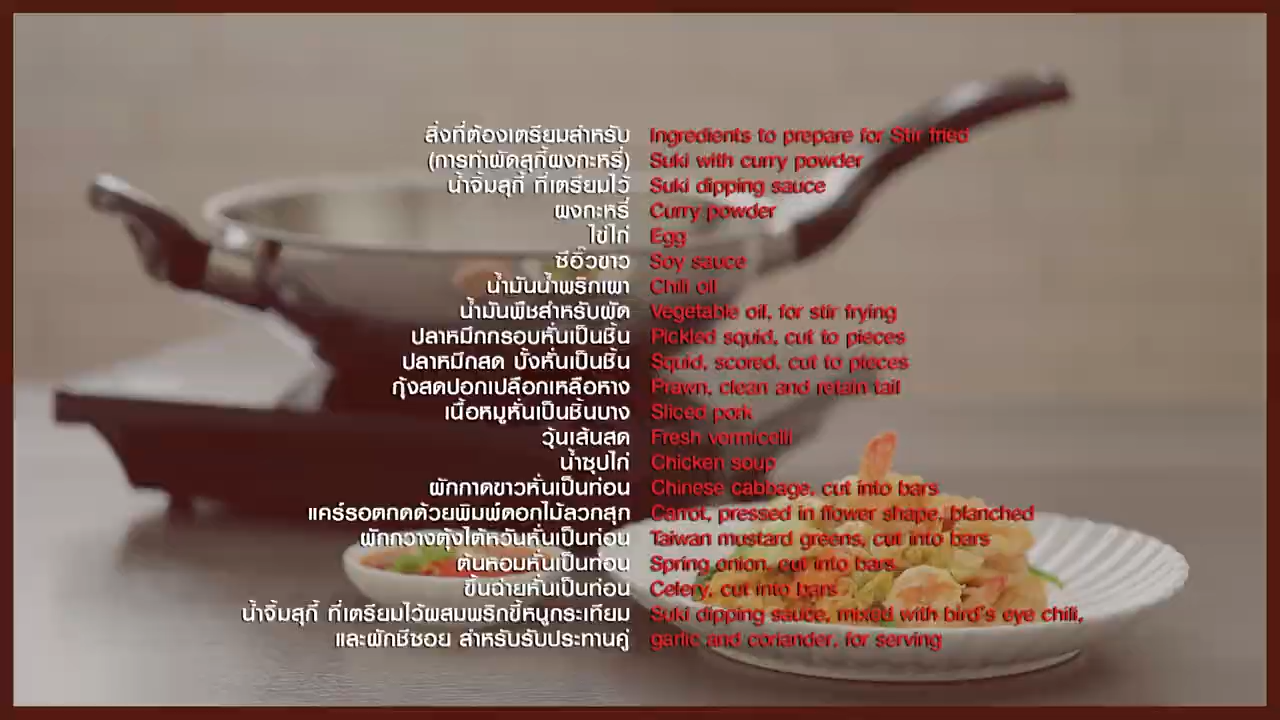 สิ่งที่ต้องเตรียมสำหรับ Ingredients to prepare for Stir fried
(การทำผัดสุกี้ผงกะหรี่) Suki with curry powder
น้ำจิ้มสุกี้ ที่เตรียมไว้ Suki dipping sauce
ผงกะหรี่ Curry powder
ไข่ไก่ Egg
ซีอิ๊วขาว Soy sauce
น้ำมันน้ำพริกเผา Chili oil
น้ำมันพืชสำหรับผัด Vegetable oil, for stir frying
ปลาหมึกกรอบหั่นเป็นชิ้น Pickled squid, cut to pieces
ปลาหมึกสด บั้งหั่นเป็นชิ้น Squid, scored, cut to pieces
กุ้งสดปอกเปลือกเหลือหาง Prawn, clean and retain tail
เนื้อหมูหั่นเป็นชิ้นบาง Sliced pork
วุ้นเส้นสด Fresh vermicelli
น้ำซุปไก่ Chicken soup
ผักกาดขาวหั่นเป็นท่อน Chinese cabbage, cut into bars
แคร์รอตกดด้วยพิมพ์ดอกไม้ลวกสุก Carrot, pressed in flower shape, blanched
ผักกวางตุ้งไต้หวันหั่นเป็นท่อน Taiwan mustard greens, cut into bars
ต้นหอมหั่นเป็นท่อน Spring onion, cut into bars
ขึ้นฉ่ายหั่นเป็นท่อน Celery, cut into bars
น้ำจิ้มสุกี้ ที่เตรียมไว้ผสมพริกขี้หนูกระเทียม Suki dipping sauce, mixed with bird's eye chili,
และผักชีซอย สำหรับรับประทานคู่ garlic and coriander, for serving